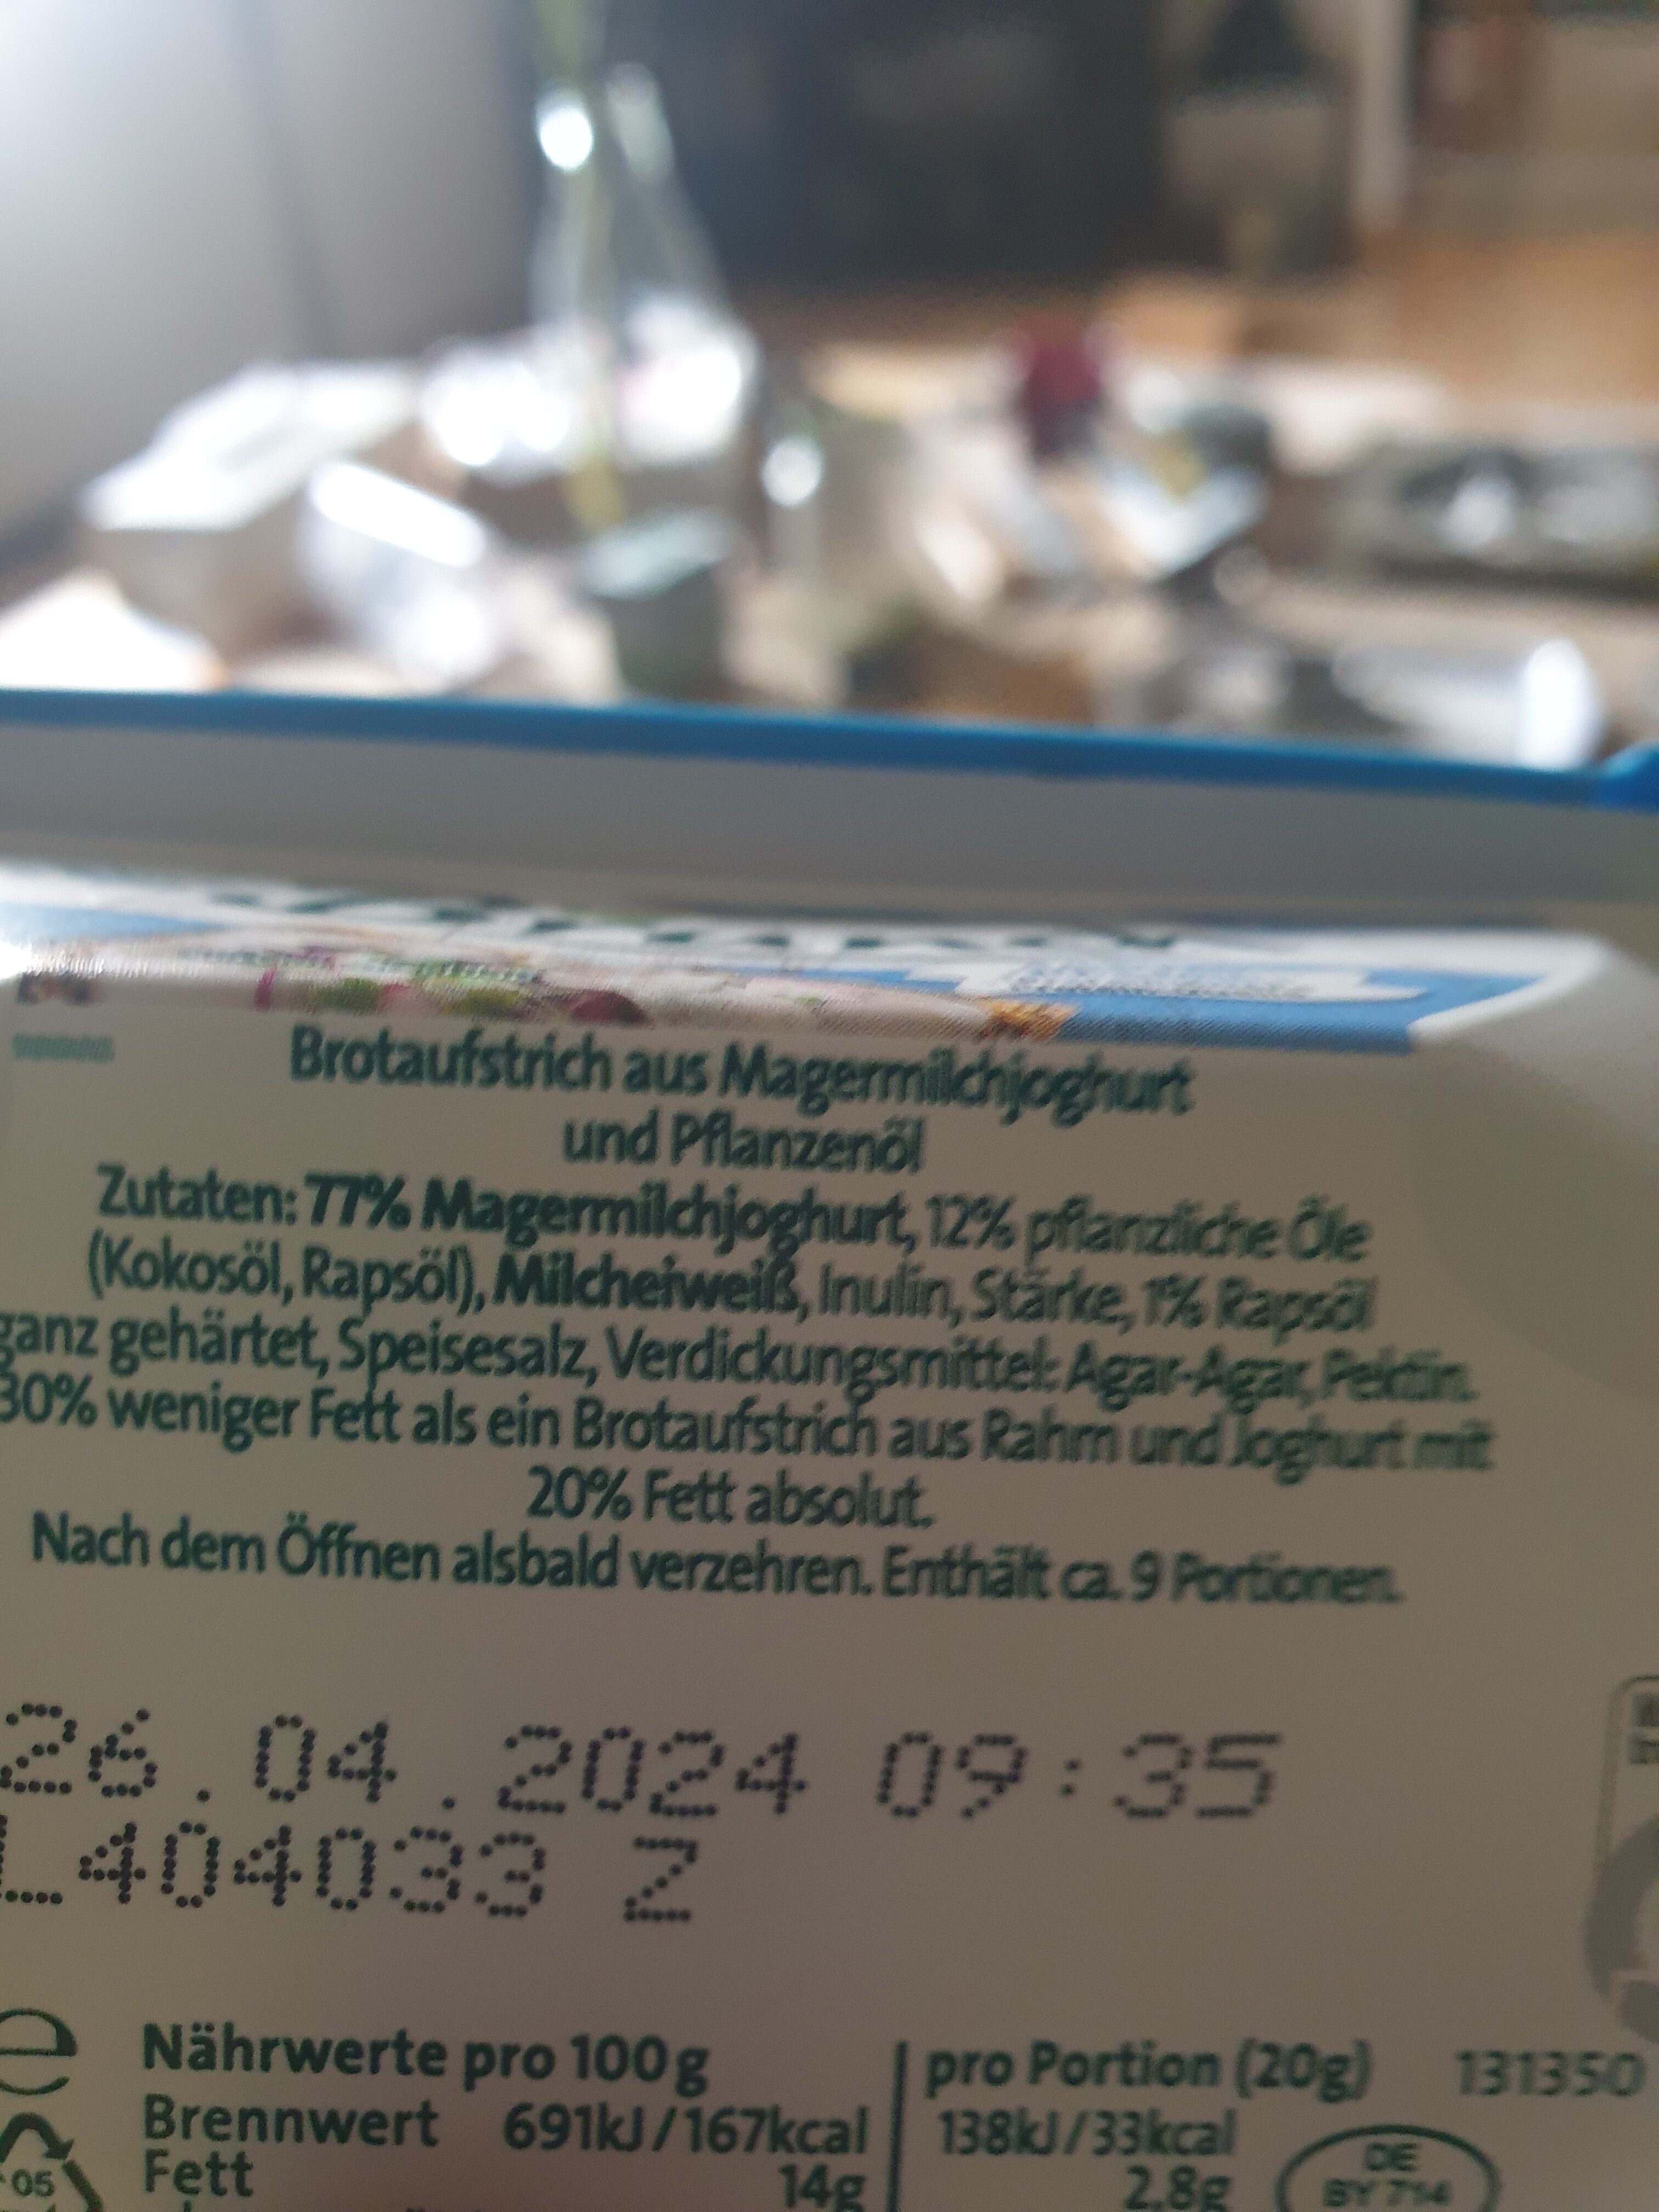 Brotaufstrich aus Magermilchjoghurt
und Pflanzenöl
Zutaten: 77% Magermilchjoghurt, 12% pflanzliche Öle
(Kokosöl, Rapsöl), Milcheiweiß, Inulin, Stärke, 1% Rapsöl
ganz gehärtet, Speisesalz, Verdickungsmittel: Agar-Agar, Pektin.
30% weniger Fett als ein Brotaufstrich aus Rahm und Joghurt mit
20% Fett absolut.
Nach dem Öffnen alsbald verzehren. Enthält ca. 9 Portionen.
26.04.2024 09:35
L404033 Z
e
Nährwerte pro 100g
pro Portion (20g)
131350
Brennwert 691kJ/167kcal
138kJ/33kcal
Fett 14g
2.8g
05
DE
BY 714